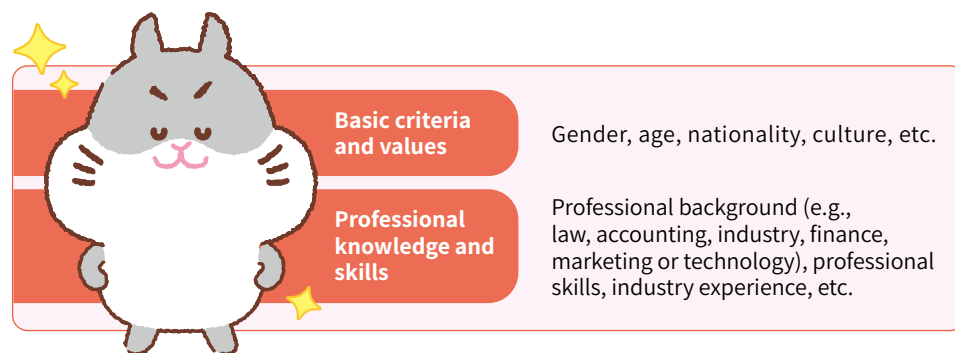 Basic criteria
and values
Gender, age, nationality, culture, etc.
Professional
knowledge and
skills
Professional background (e.g.,
law, accounting, industry, finance,
marketing or technology), professional
skills, industry experience, etc.